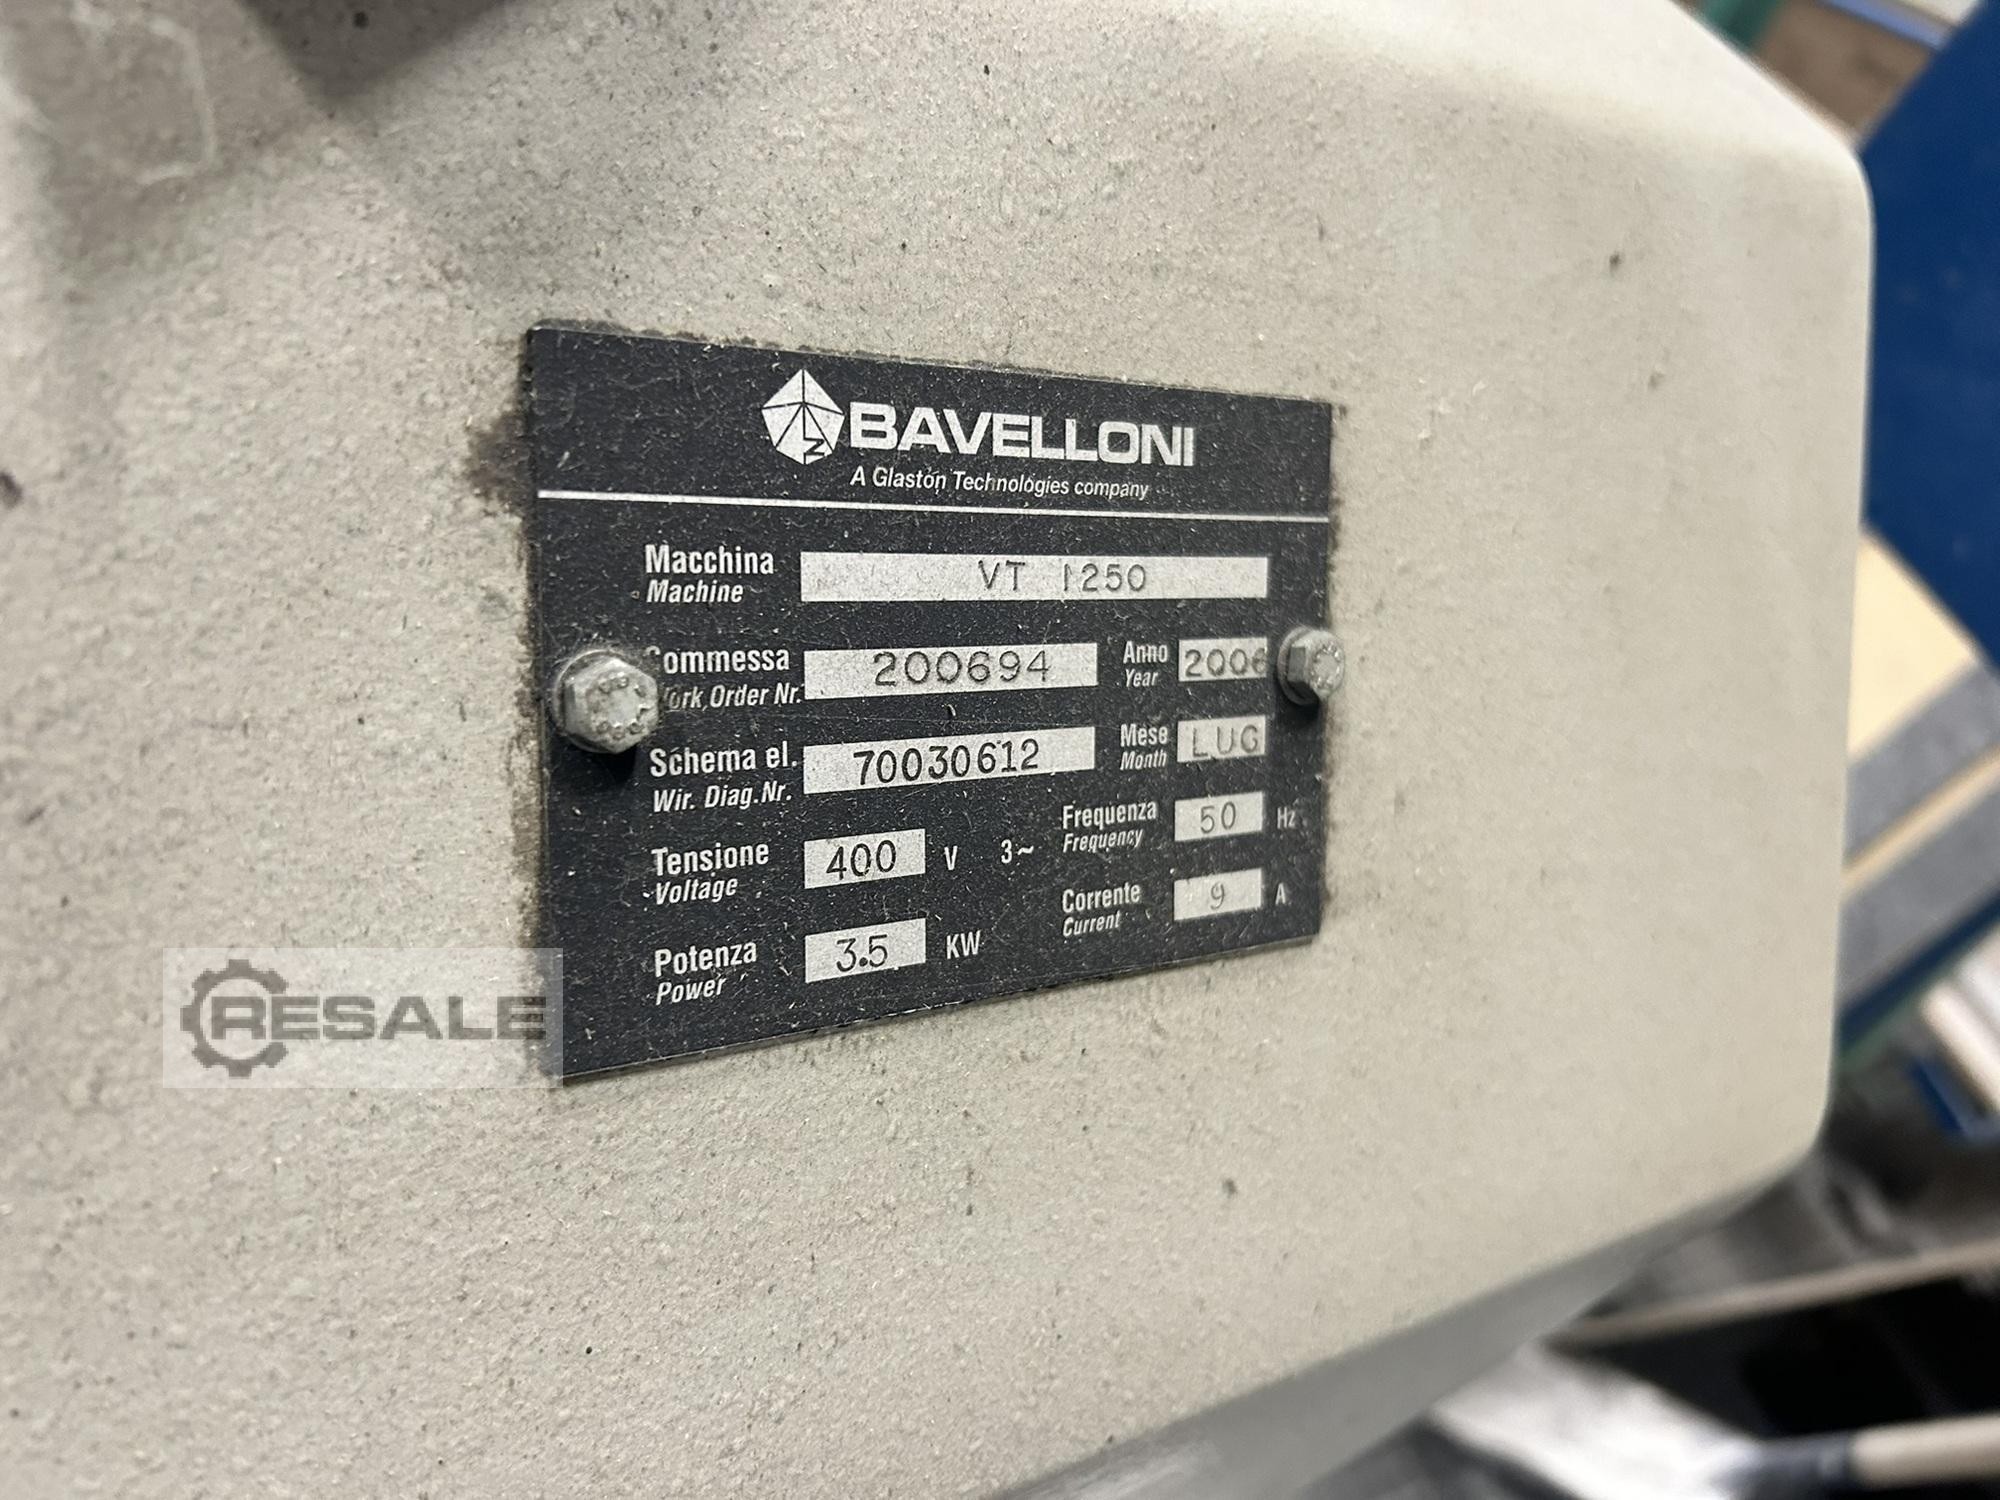 BAVELLONI
A Glaston Technologies company
Macchina VT 1250
Machine
Commessa 200694 Anno 2006
Work Order Nr. Year
Schema el. 70030612 Mese LUG
Wir. Diag.Nr. Month
Tensione 400 V 3~ Frequenza 50 Hz
Voltage Frequency
Potenza 3.5 KW Corrente 9 A
Power Current
RESALE